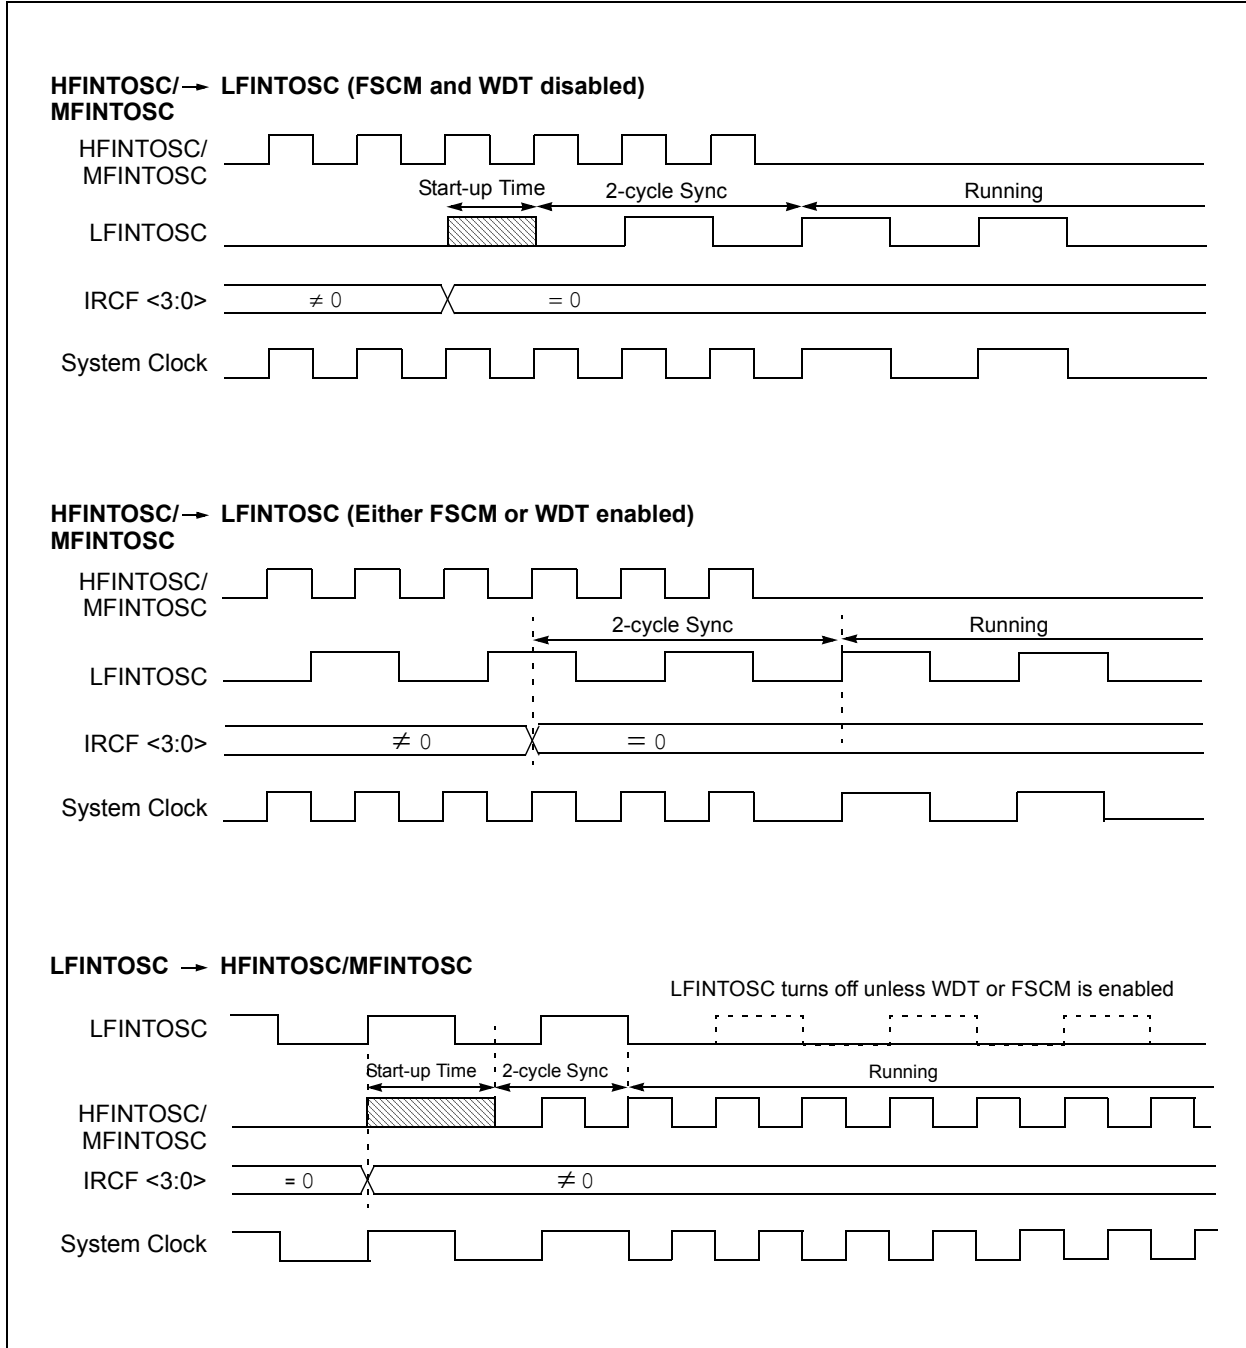 HFINTOSC/→ LFINTOSC (FSCM and WDT disabled)
MFINTOSC
HFINTOSC/
MFINTOSC
Start-up Time 2-cycle Sync Running
LFINTOSC
IRCF <3:0> ≠ 0 = 0
System Clock
HFINTOSC/→ LFINTOSC (Either FSCM or WDT enabled)
MFINTOSC
HFINTOSC/
MFINTOSC
2-cycle Sync Running
LFINTOSC
IRCF <3:0> ≠ 0 = 0
System Clock
LFINTOSC → HFINTOSC/MFINTOSC
LFINTOSC turns off unless WDT or FSCM is enabled
LFINTOSC
Start-up Time 2-cycle Sync Running
HFINTOSC/
MFINTOSC
IRCF <3:0> = 0 ≠ 0
System Clock